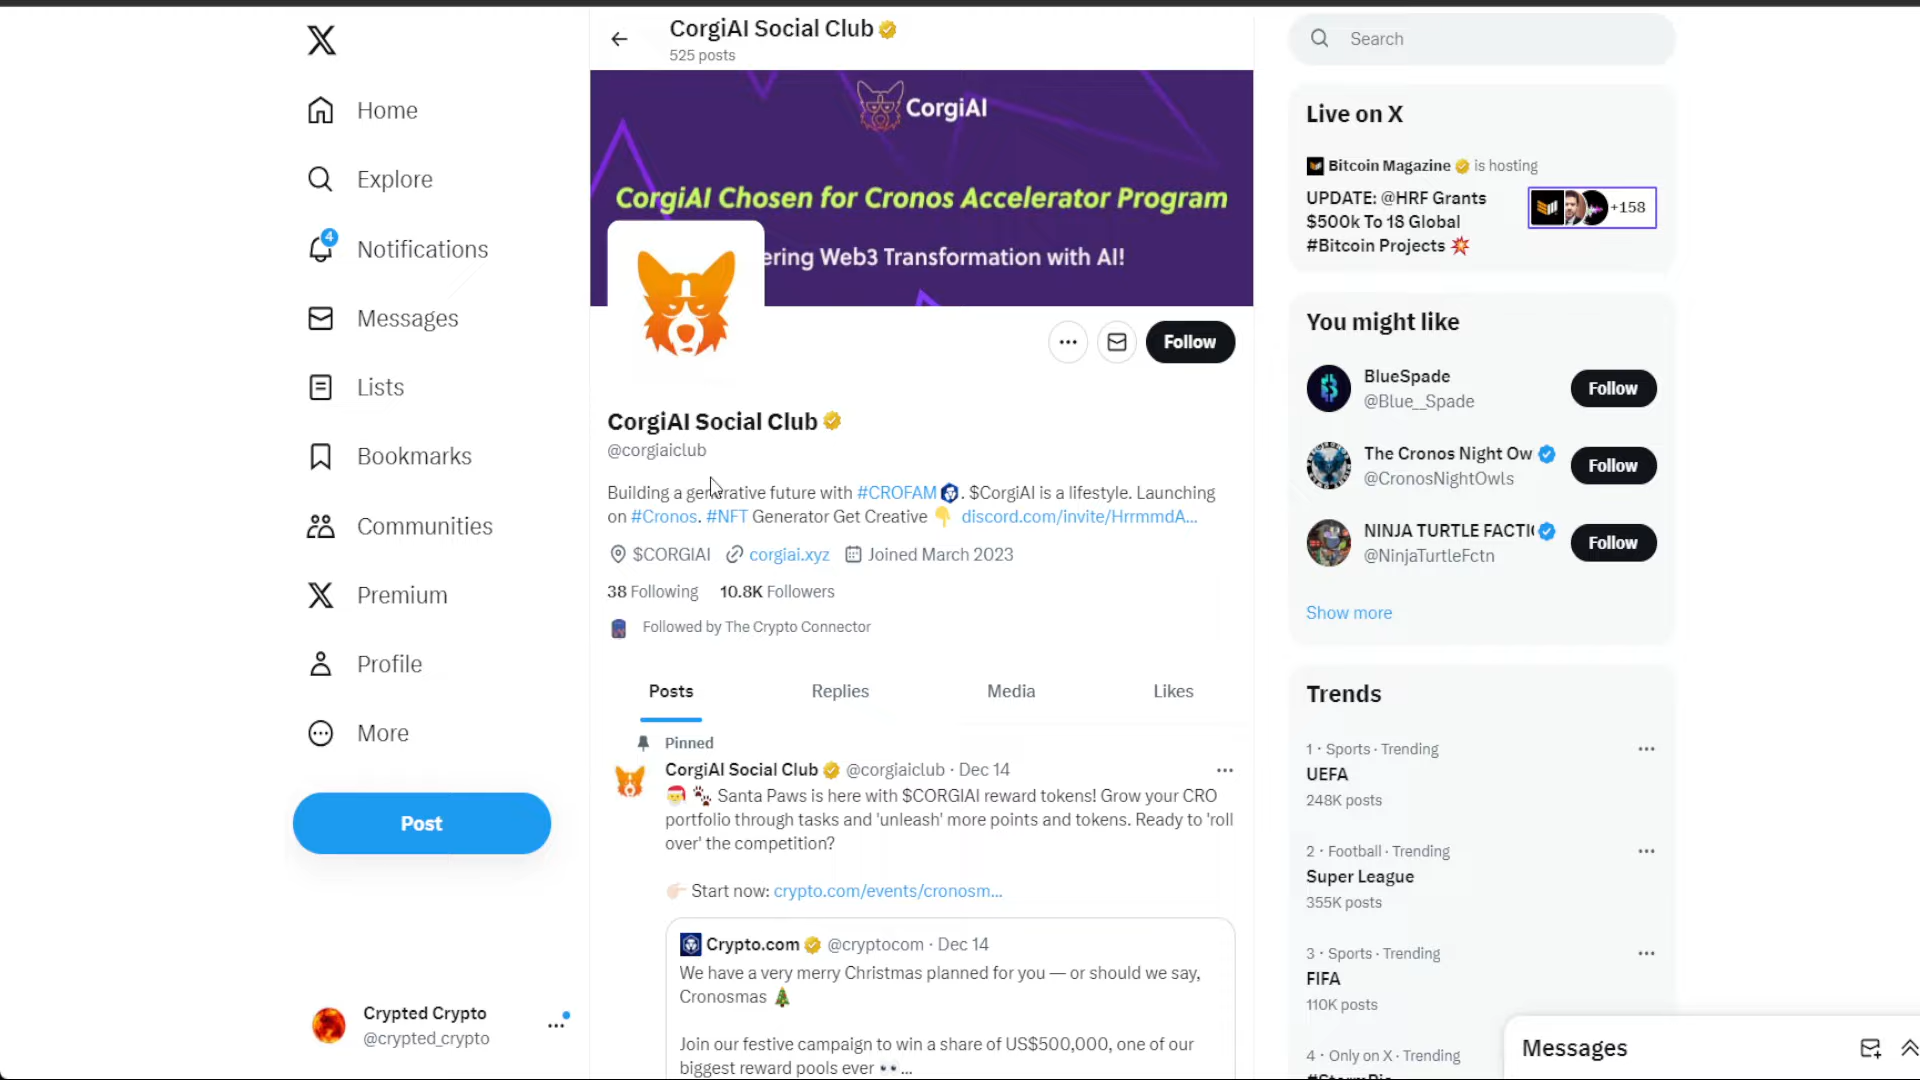 Home
Explore
4
Notifications
Messages
Lists
Bookmarks
Communities
Premium
Profile
More
Post
Crypted Crypto
@crypted_crypto
CorgiAI Social Club
525 posts
CorgiAI
CorgiAI Chosen for Cronos Accelerator Program
ering Web3 Transformation with AI!
Follow
CorgiAI Social Club
@corgiaiclub
Building a generative future with #CROFAM. $CorgiAI is a lifestyle. Launching
on #Cronos. #NFT Generator Get Creative 👇 discord.com/invite/HrrmmdA...
$CORGIAI corgiai.xyz Joined March 2023
38 Following 10.8K Followers
Followed by The Crypto Connector
Posts Replies Media Likes
Pinned
CorgiAI Social Club @corgiaiclub · Dec 14
🎅 🐾 Santa Paws is here with $CORGIAI reward tokens! Grow your CRO
portfolio through tasks and 'unleash' more points and tokens. Ready to 'roll
over' the competition?
👉🏻 Start now: crypto.com/events/cronosm...
Crypto.com @cryptocom · Dec 14
We have a very merry Christmas planned for you — or should we say,
Cronosmas 🎄
Join our festive campaign to win a share of US$500,000, one of our
biggest reward pools ever 👀...
Search
Live on X
Bitcoin Magazine is hosting
UPDATE: @HRF Grants
$500k To 18 Global
#Bitcoin Projects 💥
+158
You might like
BlueSpade
@Blue__Spade
Follow
The Cronos Night Ow
@CronosNightOwls
Follow
NINJA TURTLE FACTI
@NinjaTurtleFctn
Follow
Show more
Trends
1 · Sports · Trending
UEFA
248K posts
2 · Football · Trending
Super League
355K posts
3 · Sports · Trending
FIFA
110K posts
4 · Only on X · Trending
Messages